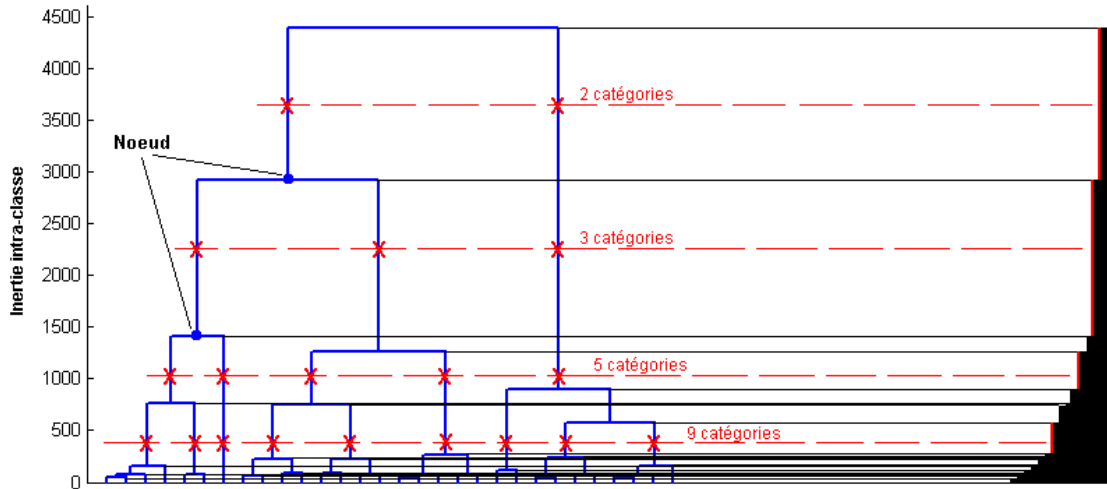 4500
4000
3500
3000
2500
2000
1500
1000
500
0
Inertie intra-classe
Noeud
2 catégories
3 catégories
5 catégories
9 catégories